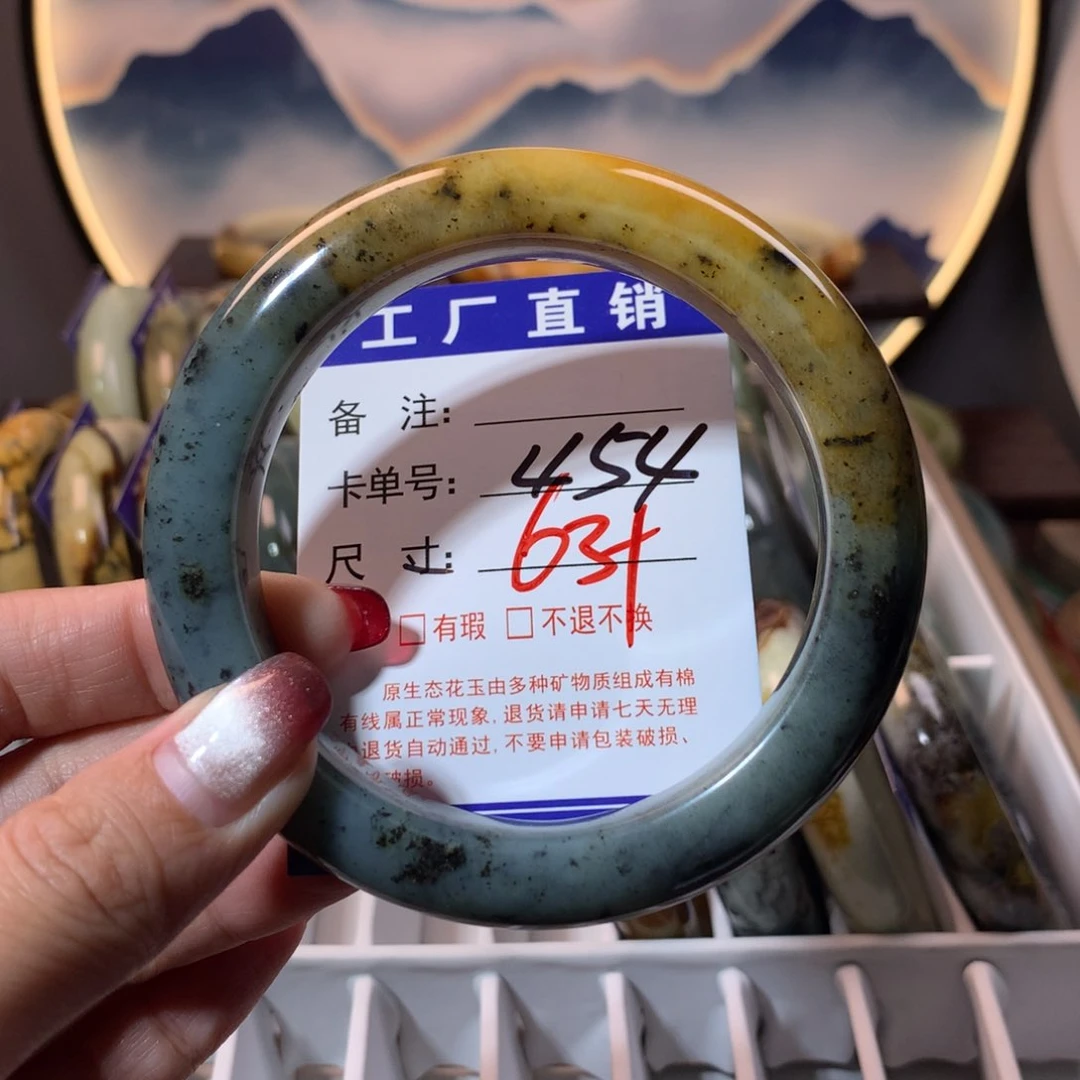 工厂直销
备 注:
卡单号: 454
尺 寸: 63+
□有瑕 □不退不换
原生态花玉由多种矿物质组成有棉
有线属正常现象, 退货请申请七天无理
退货自动通过, 不要申请包装破损、
破损。